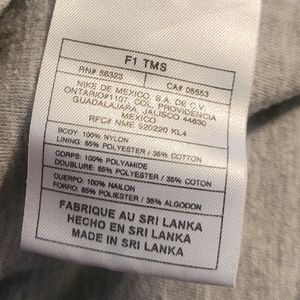 F1 TMS
RN# 56323 CA# 05553
NIKE DE MEXICO, S.A. DE C.V.
ONTARIO#1107, COL. PROVIDENCIA
GUADALAJARA, JALISCO 44630
MEXICO
RFC# NME 920220 KL4
BODY: 100% NYLON
LINING: 65% POLYESTER / 35% COTTON
CORPS: 100% POLYAMIDE
DOUBLURE: 65% POLYESTER / 35% COTON
CUERPO: 100% NAILON
FORRO: 65% POLIESTER / 35% ALGODON
FABRIQUE AU SRI LANKA
HECHO EN SRI LANKA
MADE IN SRI LANKA